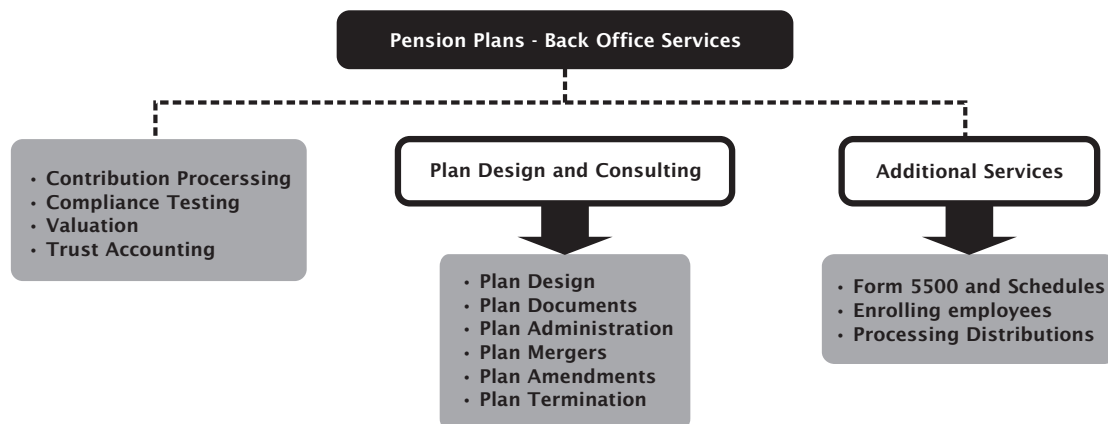 Pension Plans - Back Office Services
• Contribution Procerssing
• Compliance Testing
• Valuation
• Trust Accounting
Plan Design and Consulting
• Plan Design
• Plan Documents
• Plan Administration
• Plan Mergers
• Plan Amendments
• Plan Termination
Additional Services
• Form 5500 and Schedules
• Enrolling employees
• Processing Distributions